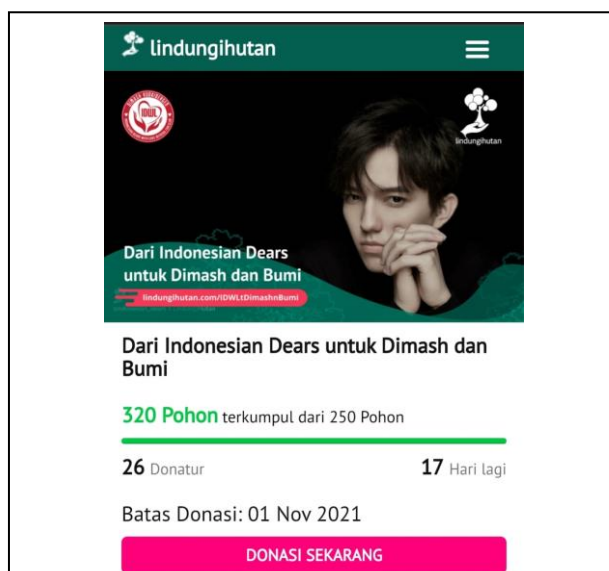 lindungihutan
IDWL
lindungihutan
Dari Indonesian Dears
untuk Dimash dan Bumi
lindungihutan.com/IDWLtDimashnBumi
Dari Indonesian Dears untuk Dimash dan
Bumi
320 Pohon terkumpul dari 250 Pohon
26 Donatur 17 Hari lagi
Batas Donasi: 01 Nov 2021
DONASI SEKARANG